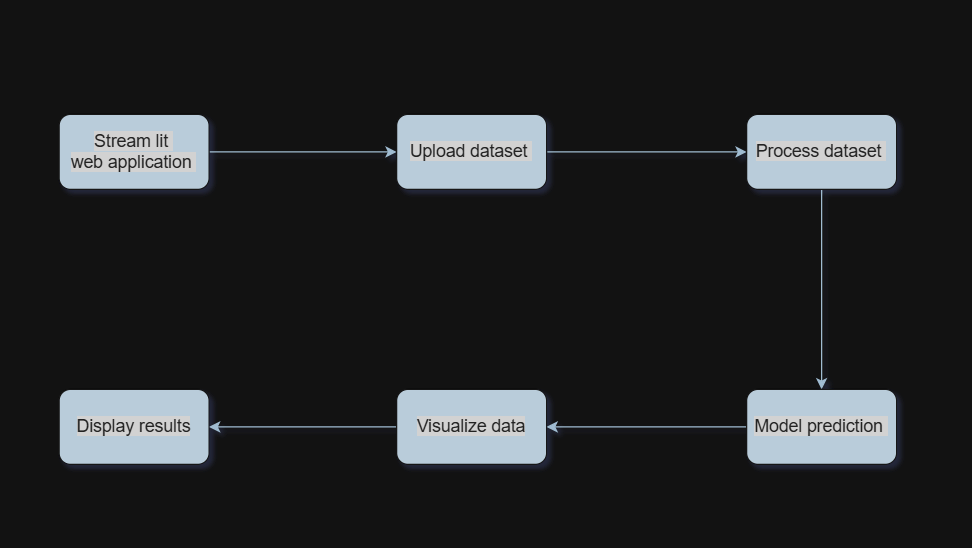 Stream lit
web application
Upload dataset
Process dataset
Model prediction
Visualize data
Display results